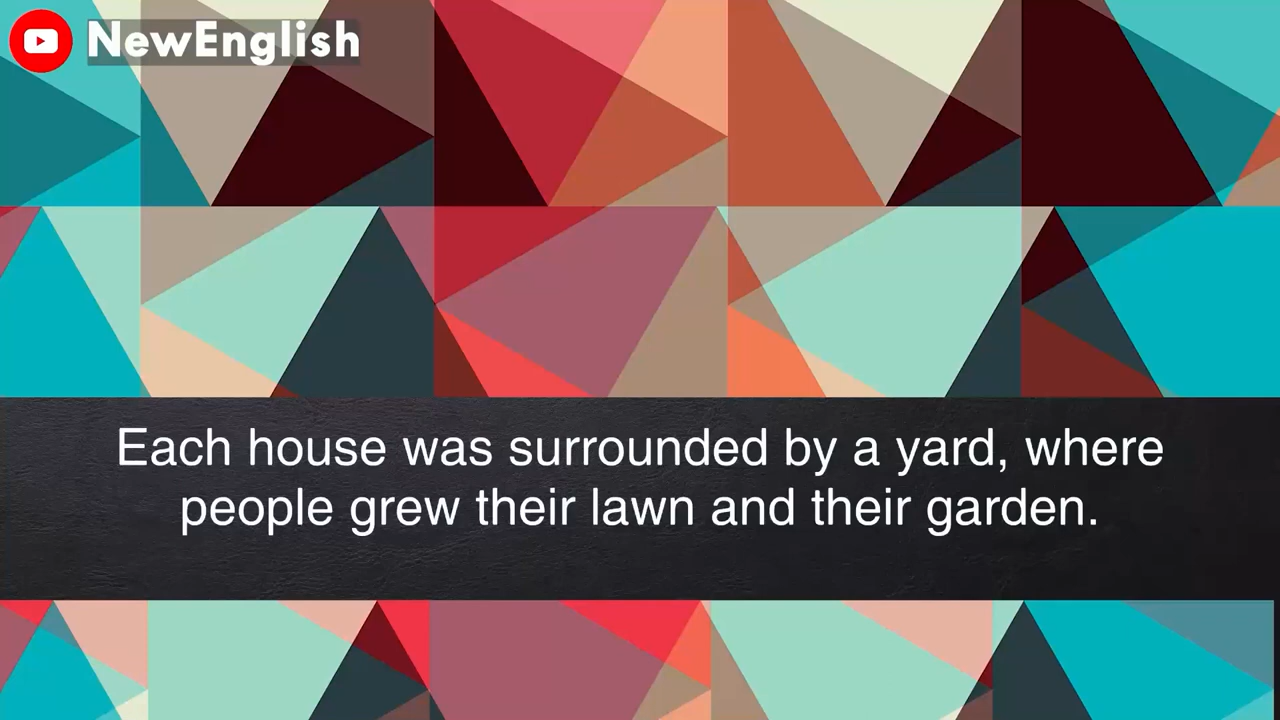 NewEnglish
Each house was surrounded by a yard, where
people grew their lawn and their garden.